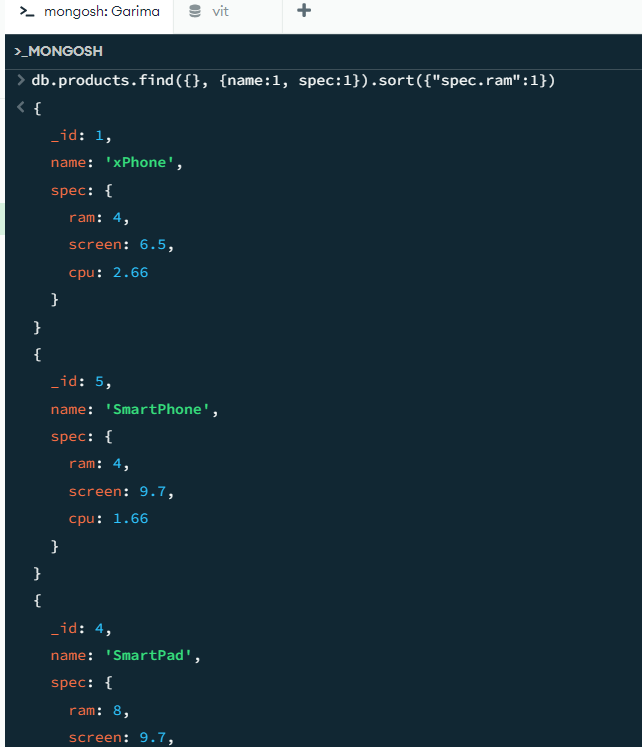 mongosh: Garima
vit
>_MONGOSH
> db.products.find({}, {name:1, spec:1}).sort({"spec.ram":1})
< {
_id: 1,
name: 'xPhone',
spec: {
ram: 4,
screen: 6.5,
cpu: 2.66
}
}
{
_id: 5,
name: 'SmartPhone',
spec: {
ram: 4,
screen: 9.7,
cpu: 1.66
}
}
{
_id: 4,
name: 'SmartPad',
spec: {
ram: 8,
screen: 9.7,